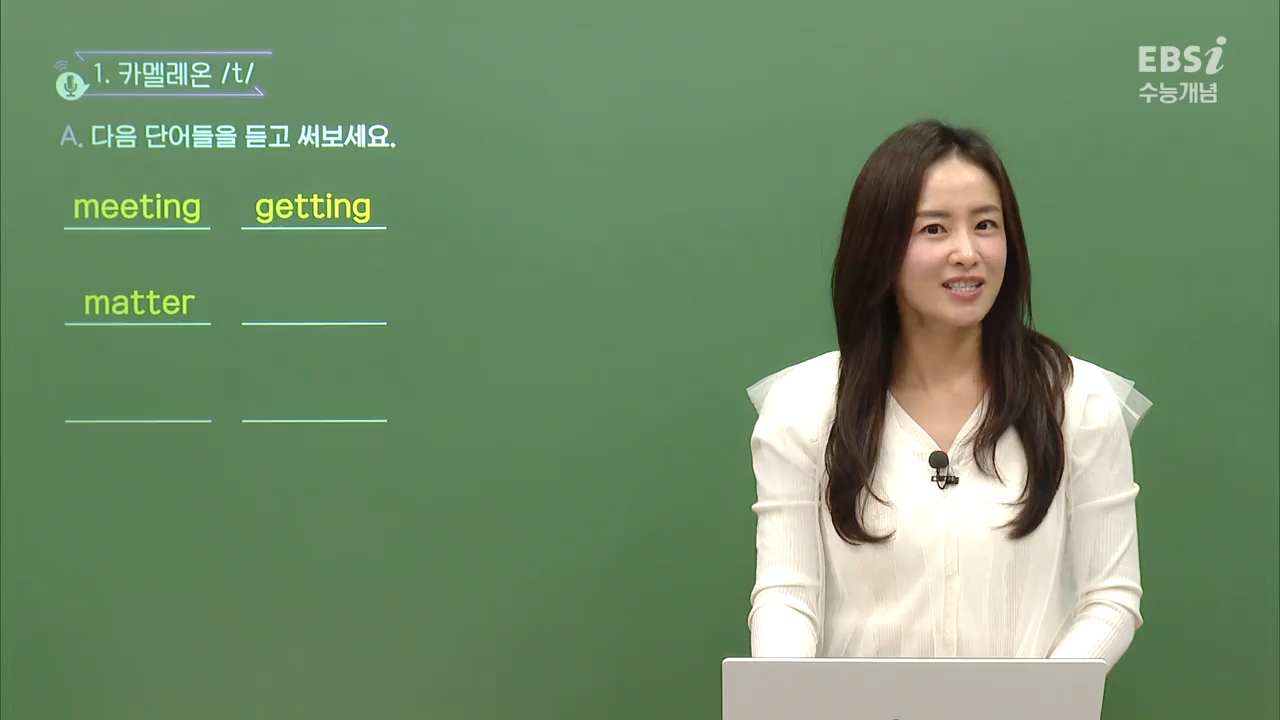 1. 카멜레온 /t/
EBSi
수능개념
A. 다음 단어들을 듣고 써보세요.
meeting getting
matter